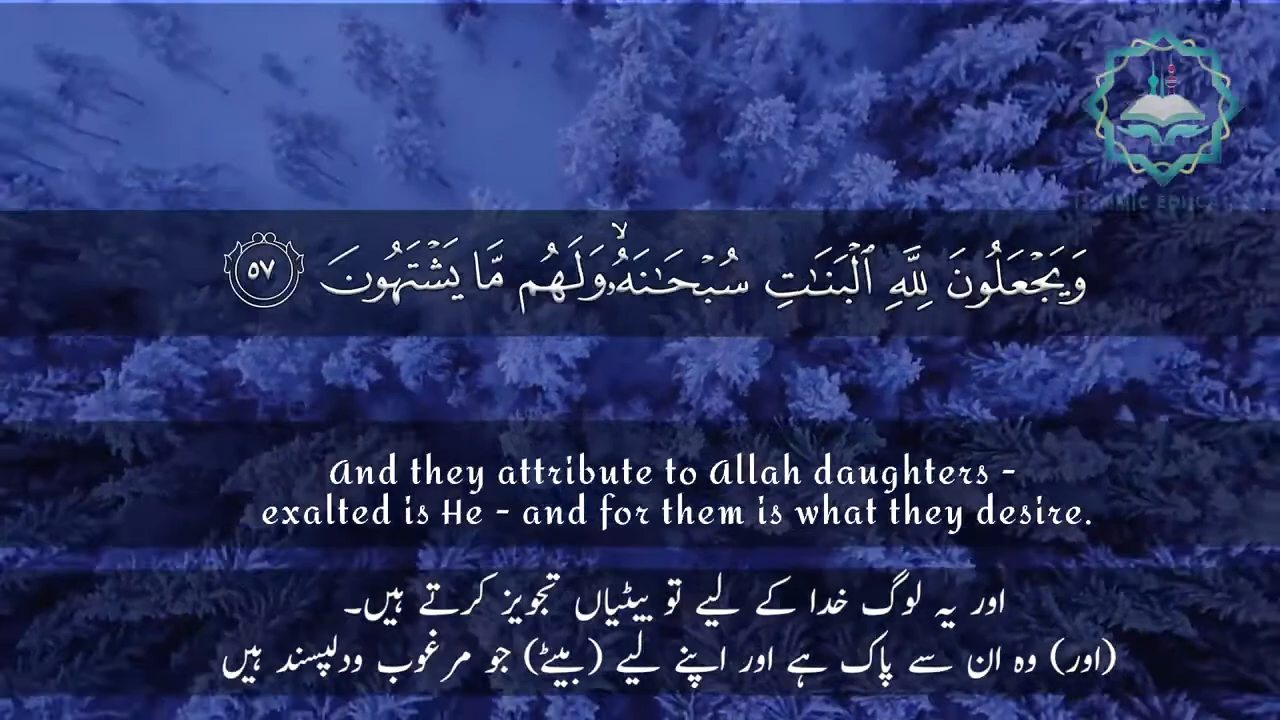 وَيَجْعَلُونَ لِلَّهِ ٱلْبَنَٰتِ سُبْحَٰنَهُۥ ۙ وَلَهُم مَّا يَشْتَهُونَ ٥٧
And they attribute to Allah daughters -
exalted is He - and for them is what they desire.
اور یہ لوگ خدا کے لیے تو بیٹیاں تجویز کرتے ہیں۔
(اور) وہ ان سے پاک ہے اور اپنے لیے (بیٹے) جو مرغوب ودلپسند ہیں